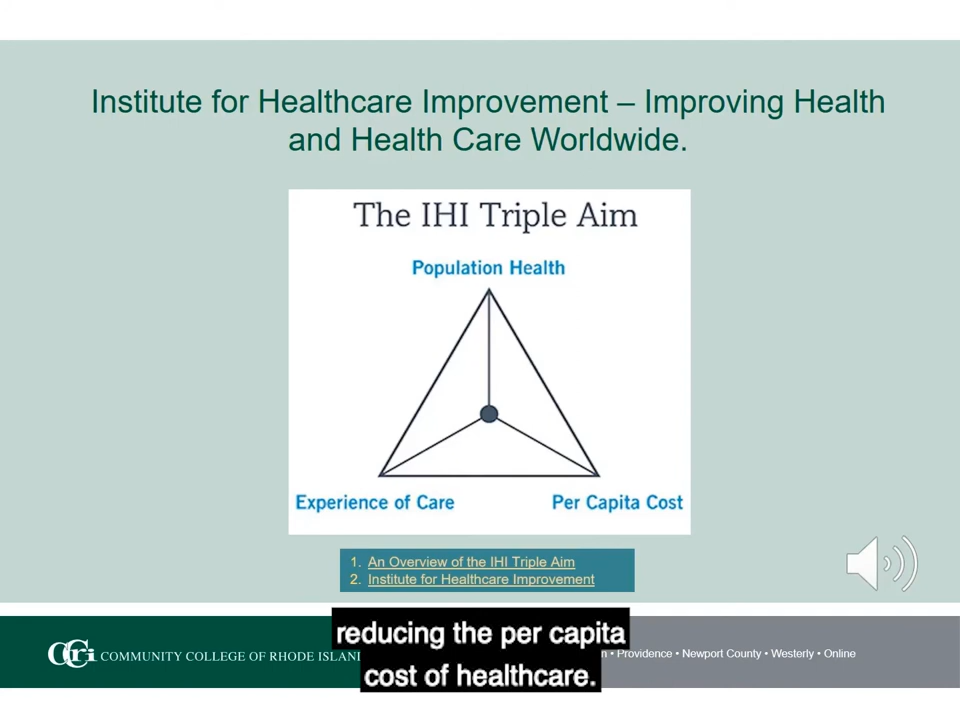 Institute for Healthcare Improvement – Improving Health
and Health Care Worldwide.
The IHI Triple Aim
Population Health
Experience of Care
Per Capita Cost
1. An Overview of the IHI Triple Aim
2. Institute for Healthcare Improvement
reducing the per capita
cost of healthcare.
CCRI COMMUNITY COLLEGE OF RHODE ISLAND
• Providence • Newport County • Westerly • Online